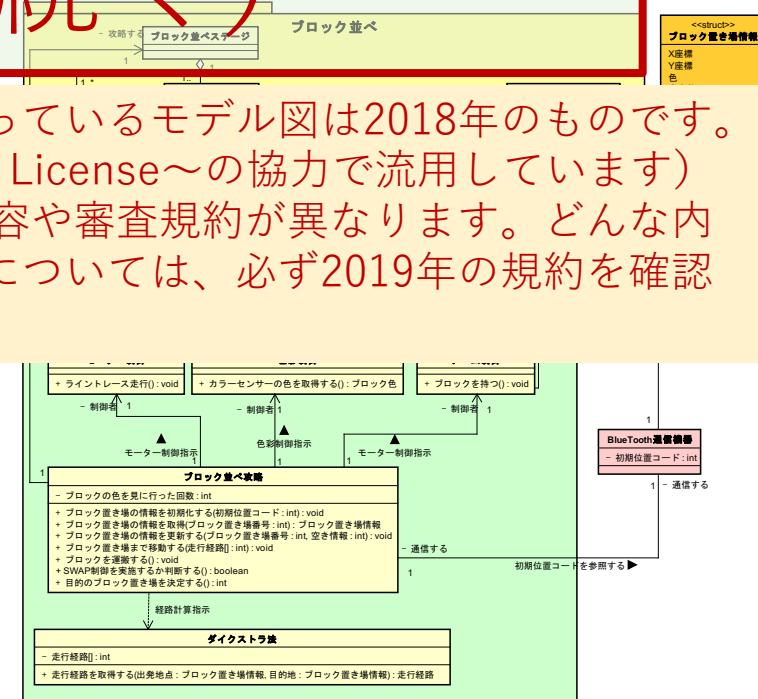 ブロック並べ
- 攻略する
ブロック並べステージ
1
1
<<struct>>
ブロック置き場情報
X座標
Y座標
色
1..*
っているモデル図は2018年のものです。
License～の協力で流用しています）
容や審査規約が異なります。どんな内
については、必ず2019年の規約を確認
+ ライントレース走行() : void
+ カラーセンサーの色を取得する() : ブロック色
+ ブロックを持つ() : void
- 制御者 1
- 制御者 1
- 制御者 1
▲
モーター制御指示
▲
色彩制御指示
▲
モーター制御指示
1
1
1
1
ブロック並べ攻略
- ブロックの色を見に行った回数 : int
+ ブロック置き場の情報を初期化する(初期位置コード : int) : void
+ ブロック置き場の情報を取得(ブロック置き場番号 : int) : ブロック置き場情報
+ ブロック置き場の情報を更新する(ブロック置き場番号 : int, 空き情報 : int) : void
+ ブロック置き場まで移動する(走行経路[] : int) : void
+ ブロックを運搬する() : void
+ SWAP制御を実施するか判断する() : boolean
+ 目的のブロック置き場を決定する() : int
1
BlueTooth通信機器
- 初期位置コード : int
1 - 通信する
- 通信する
1
初期位置コードを参照する▶
経路計算指示
ダイクストラ法
- 走行経路[] : int
+ 走行経路を取得する(出発地点 : ブロック置き場情報, 目的地 : ブロック置き場情報) : 走行経路